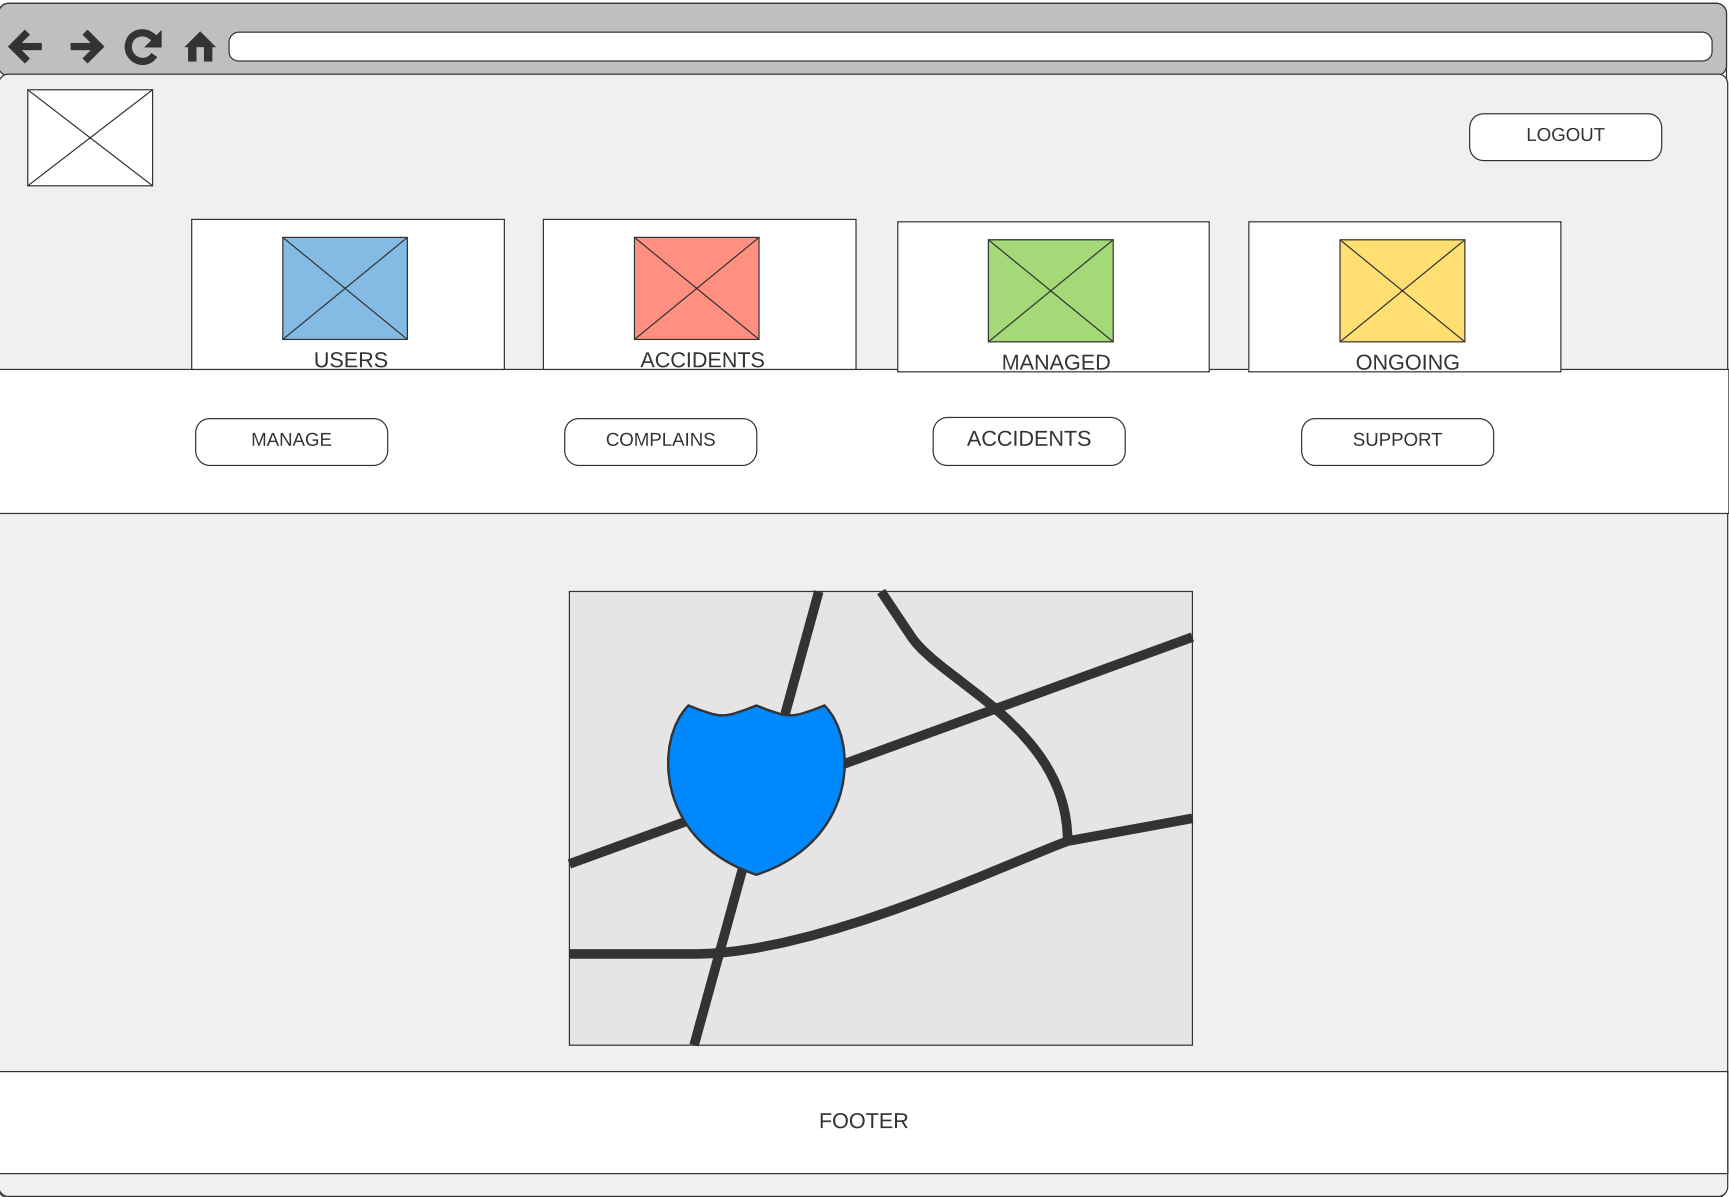 LOGOUT
USERS
ACCIDENTS
MANAGED
ONGOING
MANAGE
COMPLAINS
ACCIDENTS
SUPPORT
FOOTER